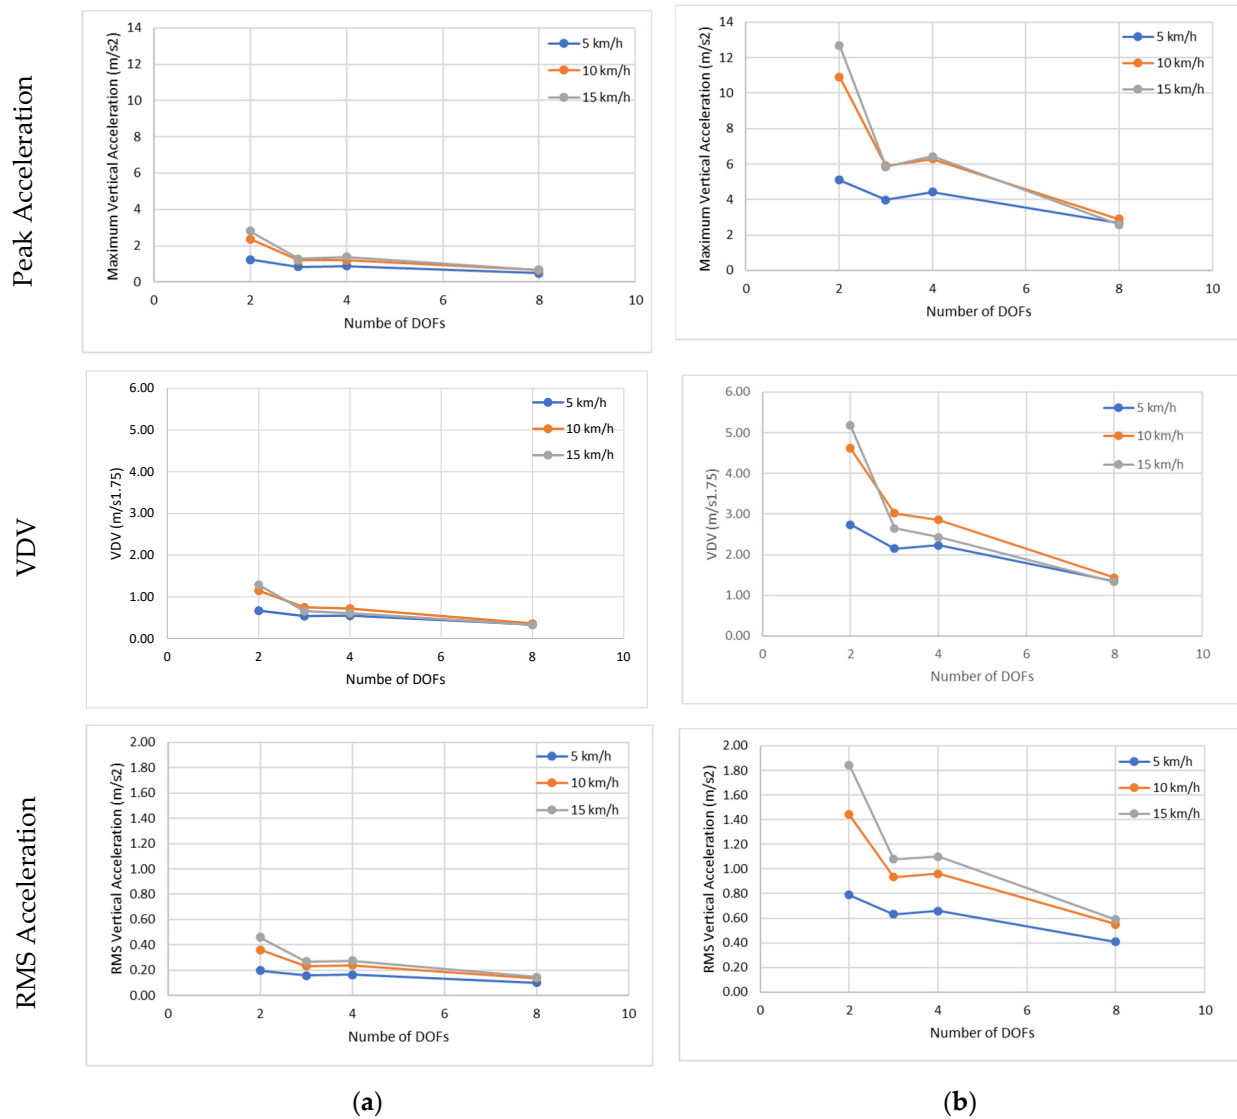 Peak Acceleration
Maximum Vertical Acceleration (m/s2)
14
12
10
8
6
4
2
0
0 2 4 6 8 10
Numbe of DOFs
5 km/h
10 km/h
15 km/h
Maximum Vertical Acceleration (m/s2)
14
12
10
8
6
4
2
0
0 2 4 6 8 10
Number of DOFs
5 km/h
10 km/h
15 km/h
VDV
VDV (m/s1.75)
6.00
5.00
4.00
3.00
2.00
1.00
0.00
0 2 4 6 8 10
Numbe of DOFs
5 km/h
10 km/h
15 km/h
VDV (m/s1.75)
6.00
5.00
4.00
3.00
2.00
1.00
0.00
0 2 4 6 8 10
Number of DOFs
5 km/h
10 km/h
15 km/h
RMS Acceleration
RMS Vertical Acceleration (m/s2)
2.00
1.80
1.60
1.40
1.20
1.00
0.80
0.60
0.40
0.20
0.00
0 2 4 6 8 10
Numbe of DOFs
5 km/h
10 km/h
15 km/h
RMS Vertical Acceleration (m/s2)
2.00
1.80
1.60
1.40
1.20
1.00
0.80
0.60
0.40
0.20
0.00
0 2 4 6 8 10
Number of DOFs
5 km/h
10 km/h
15 km/h
(a)
(b)